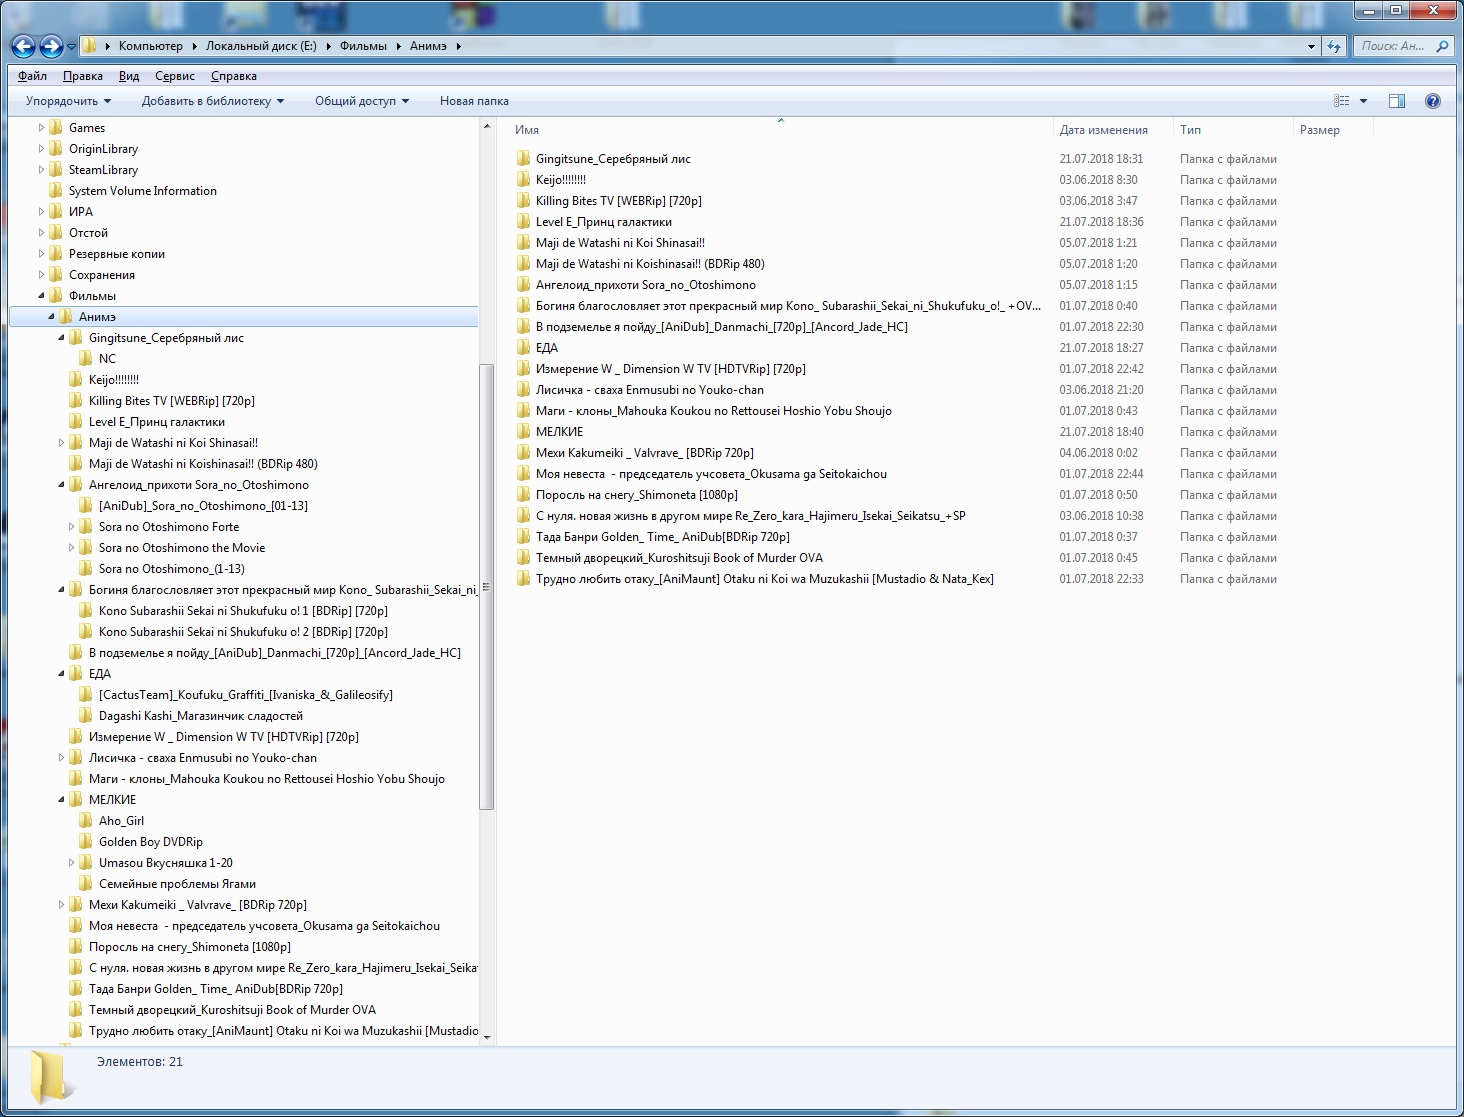 Компьютер Локальный диск (E:) Фильмы Анимэ Поиск: Ан...
Файл Правка Вид Сервис Справка
Упорядочить Добавить в библиотеку Общий доступ Новая папка
Games
OriginLibrary
SteamLibrary
System Volume Information
ИРА
Отстой
Резервные копии
Сохранения
Фильмы
Анимэ
Gingitsune_Серебряный лис
NC
Keijo!!!!!!!!
Killing Bites TV [WEBRip] [720p]
Level E_Принц галактики
Maji de Watashi ni Koi Shinasai!!
Maji de Watashi ni Koishinasai!! (BDRip 480)
Ангелоид_прихоти Sora_no_Otoshimono
[AniDub]_Sora_no_Otoshimono_[01-13]
Sora no Otoshimono Forte
Sora no Otoshimono the Movie
Sora no Otoshimono_(1-13)
Богиня благословляет этот прекрасный мир Kono_ Subarashii_Sekai_ni_
Kono Subarashii Sekai ni Shukufuku o! 1 [BDRip] [720p]
Kono Subarashii Sekai ni Shukufuku o! 2 [BDRip] [720p]
В подземелье я пойду_[AniDub]_Danmachi_[720p]_[Ancord_Jade_HC]
ЕДА
[CactusTeam]_Koufuku_Graffiti_[Ivaniska_&_Galileosify]
Dagashi Kashi_Магазинчик сладостей
Измерение W _ Dimension W TV [HDTVRip] [720p]
Лисичка - сваха Enmusubi no Youko-chan
Маги - клоны_Mahouka Koukou no Rettousei Hoshio Yobu Shoujo
МЕЛКИЕ
Aho_Girl
Golden Boy DVDRip
Umasou Вкусняшка 1-20
Семейные проблемы Ягами
Мехи Kakumeiki _ Valvrave_ [BDRip 720p]
Моя невеста  - председатель учсовета_Okusama ga Seitokaichou
Поросль на снегу_Shimoneta [1080p]
С нуля. новая жизнь в другом мире Re_Zero_kara_Hajimeru_Isekai_Seika
Тада Банри Golden_ Time_ AniDub[BDRip 720p]
Темный дворецкий_Kuroshitsuji Book of Murder OVA
Трудно любить отаку_[AniMaunt] Otaku ni Koi wa Muzukashii [Mustadio
Имя Дата изменения Тип Размер
Gingitsune_Серебряный лис 21.07.2018 18:31 Папка с файлами
Keijo!!!!!!!! 03.06.2018 8:30 Папка с файлами
Killing Bites TV [WEBRip] [720p] 03.06.2018 3:47 Папка с файлами
Level E_Принц галактики 21.07.2018 18:36 Папка с файлами
Maji de Watashi ni Koi Shinasai!! 05.07.2018 1:21 Папка с файлами
Maji de Watashi ni Koishinasai!! (BDRip 480) 05.07.2018 1:20 Папка с файлами
Ангелоид_прихоти Sora_no_Otoshimono 05.07.2018 1:15 Папка с файлами
Богиня благословляет этот прекрасный мир Kono_ Subarashii_Sekai_ni_Shukufuku_o!_ +OV... 01.07.2018 0:40 Папка с файлами
В подземелье я пойду_[AniDub]_Danmachi_[720p]_[Ancord_Jade_HC] 01.07.2018 22:30 Папка с файлами
ЕДА 21.07.2018 18:27 Папка с файлами
Измерение W _ Dimension W TV [HDTVRip] [720p] 01.07.2018 22:42 Папка с файлами
Лисичка - сваха Enmusubi no Youko-chan 03.06.2018 21:20 Папка с файлами
Маги - клоны_Mahouka Koukou no Rettousei Hoshio Yobu Shoujo 01.07.2018 0:43 Папка с файлами
МЕЛКИЕ 21.07.2018 18:40 Папка с файлами
Мехи Kakumeiki _ Valvrave_ [BDRip 720p] 04.06.2018 0:02 Папка с файлами
Моя невеста  - председатель учсовета_Okusama ga Seitokaichou 01.07.2018 22:44 Папка с файлами
Поросль на снегу_Shimoneta [1080p] 01.07.2018 0:50 Папка с файлами
С нуля. новая жизнь в другом мире Re_Zero_kara_Hajimeru_Isekai_Seikatsu_+SP 03.06.2018 10:38 Папка с файлами
Тада Банри Golden_ Time_ AniDub[BDRip 720p] 01.07.2018 0:37 Папка с файлами
Темный дворецкий_Kuroshitsuji Book of Murder OVA 01.07.2018 0:45 Папка с файлами
Трудно любить отаку_[AniMaunt] Otaku ni Koi wa Muzukashii [Mustadio & Nata_Kex] 01.07.2018 22:33 Папка с файлами
Элементов: 21